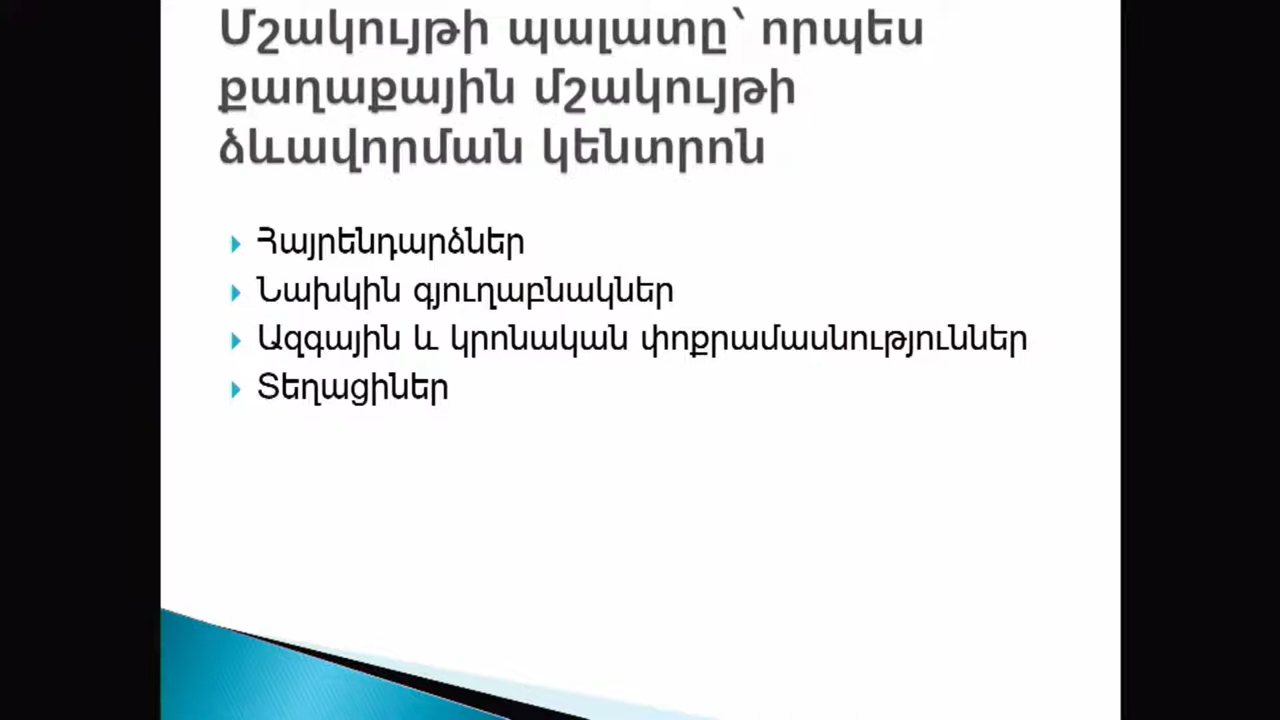 Մշակույթի պալատը՝ որպես
քաղաքային մշակույթի
ձևավորման կենտրոն
Հայրենդարձներ
Նախկին գյուղաբնակներ
Ազգային և կրոնական փոքրամասնություններ
Տեղացիներ